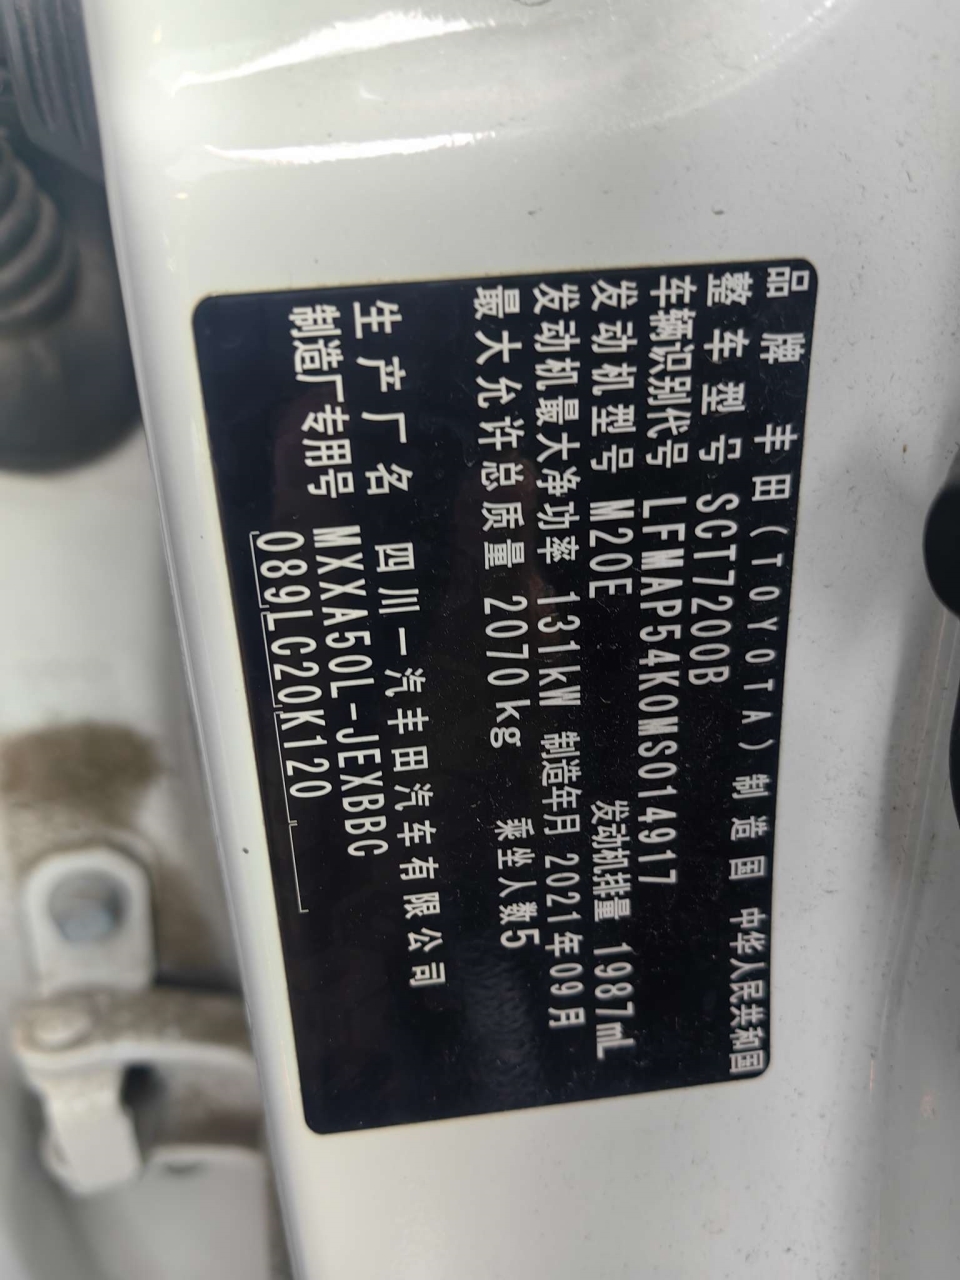 品牌 丰田(TOYOTA) 制造国 中华人民共和国
整车型号 SCT7200B
车辆识别代号 LFMAP54K0MS014917
发动机型号 M20E 发动机排量 1987mL
发动机最大净功率 131kW 制造年月 2021年09月
最大允许总质量 2070kg 乘坐人数5
生产厂名 四川一汽丰田汽车有限公司
制造厂专用号 MXXA50L-JEXBBC
089LC20K120